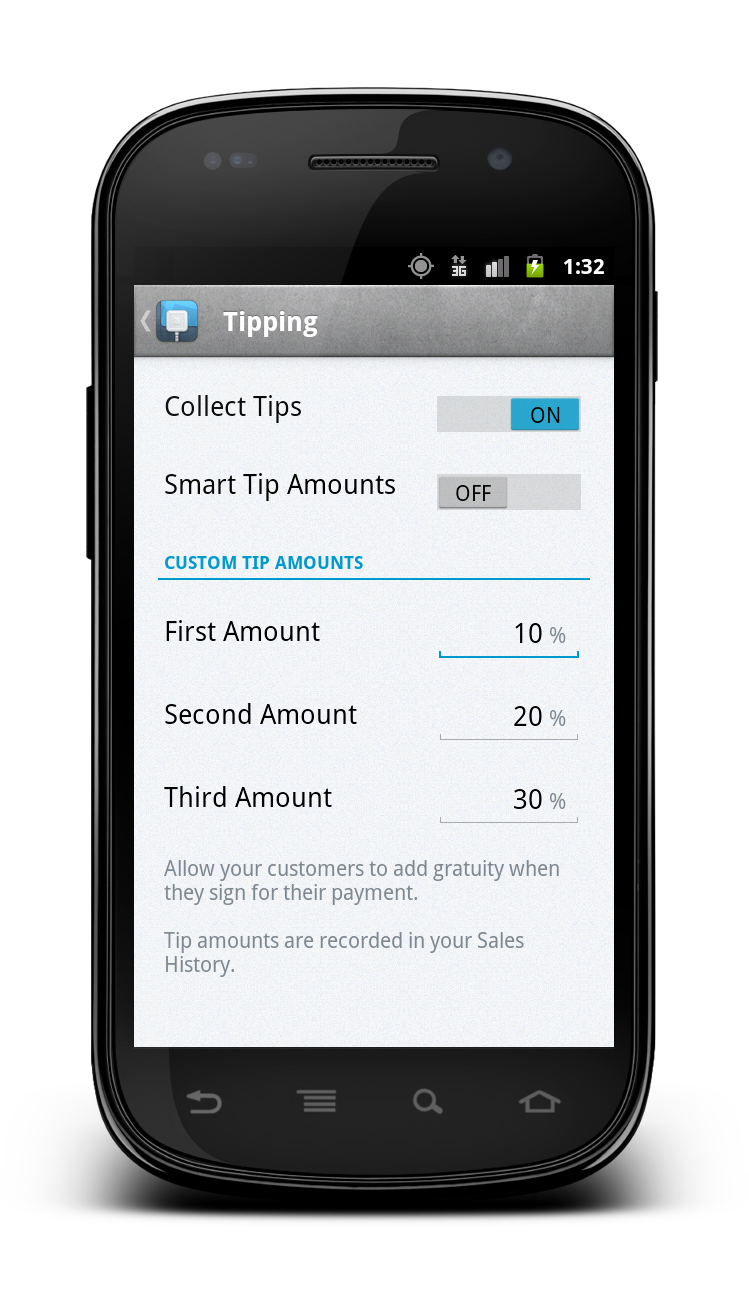 3G 1:32
Tipping
Collect Tips ON
Smart Tip Amounts OFF
CUSTOM TIP AMOUNTS
First Amount 10 %
Second Amount 20 %
Third Amount 30 %
Allow your customers to add gratuity when
they sign for their payment.
Tip amounts are recorded in your Sales
History.